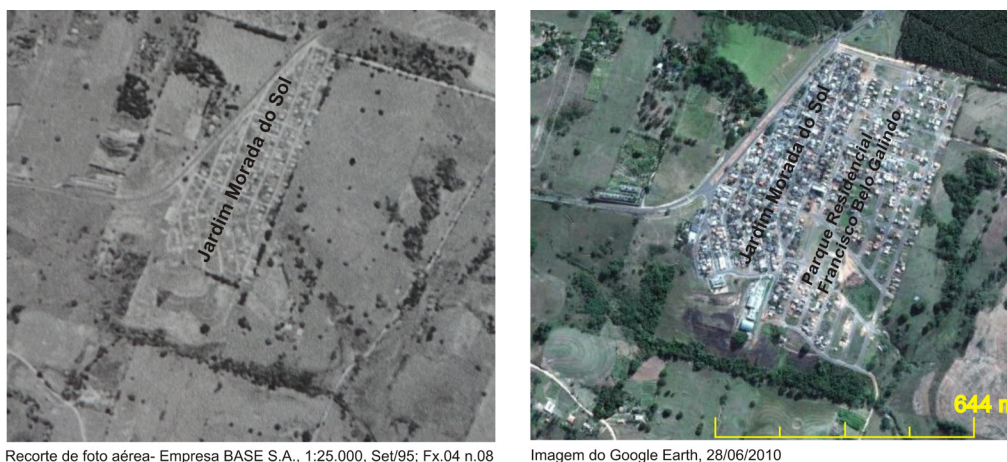 Jardim Morada do Sol
Jardim Morada do Sol
Parque Residencial
Francisco Belo Galindo
644 m
Recorte de foto aérea- Empresa BASE S.A., 1:25.000, Set/95; Fx.04 n.08
Imagem do Google Earth, 28/06/2010